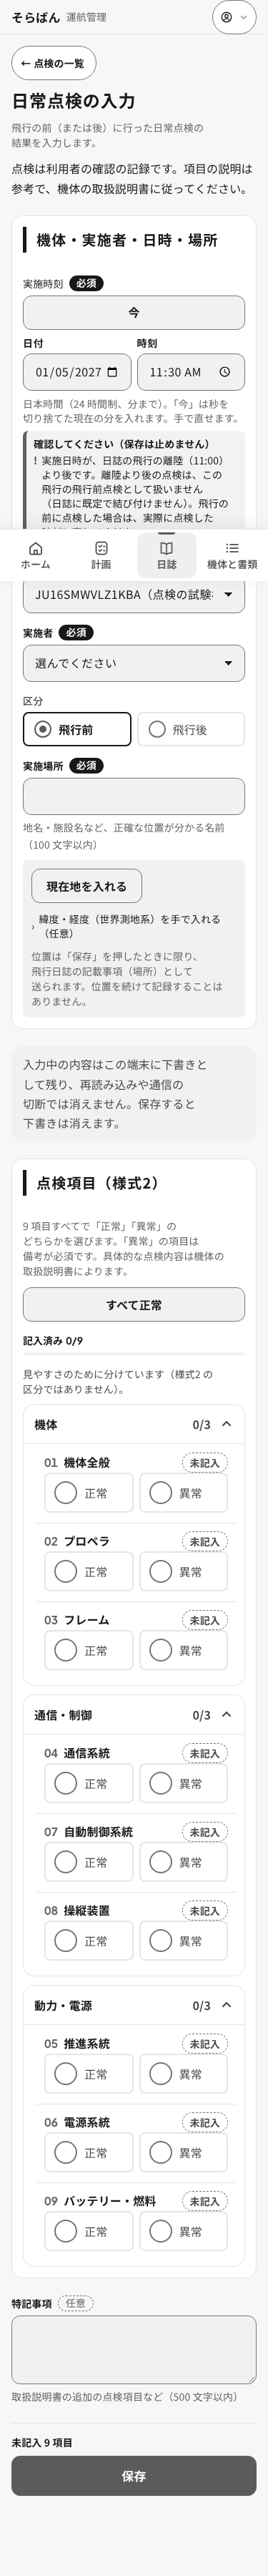 そらばん 運航管理
← 点検の一覧
日常点検の入力
飛行の前（または後）に行った日常点検の
結果を入力します。
点検は利用者の確認の記録です。項目の説明は
参考で、機体の取扱説明書に従ってください。
機体・実施者・日時・場所
実施時刻 必須
今
日付 時刻
01/05/2027 11:30 AM
日本時間（24 時間制、分まで）。「今」は秒を
切り捨てた現在の分を入れます。手で直せます。
確認してください（保存は止めません）
! 実施日時が、日誌の飛行の離陸（11:00）
より後です。離陸より後の点検は、この
飛行の飛行前点検として扱いません
（日誌に既定で結び付けません）。飛行の
前に点検した場合は、実際に点検した
ホーム 計画 日誌 機体と書類
JU16SMWVLZ1KBA（点検の試験
実施者 必須
選んでください
区分
飛行前 飛行後
実施場所 必須
地名・施設名など、正確な位置が分かる名前
（100 文字以内）
現在地を入れる
› 緯度・経度（世界測地系）を手で入れる
（任意）
位置は「保存」を押したときに限り、
飛行日誌の記載事項（場所）として
送られます。位置を続けて記録することは
ありません。
入力中の内容はこの端末に下書きと
して残り、再読み込みや通信の
切断では消えません。保存すると
下書きは消えます。
点検項目（様式2）
9 項目すべてで「正常」「異常」の
どちらかを選びます。「異常」の項目は
備考が必須です。具体的な点検内容は機体の
取扱説明書によります。
すべて正常
記入済み 0/9
見やすさのために分けています（様式2 の
区分ではありません）。
機体 0/3
01 機体全般 未記入
正常 異常
02 プロペラ 未記入
正常 異常
03 フレーム 未記入
正常 異常
通信・制御 0/3
04 通信系統 未記入
正常 異常
07 自動制御系統 未記入
正常 異常
08 操縦装置 未記入
正常 異常
動力・電源 0/3
05 推進系統 未記入
正常 異常
06 電源系統 未記入
正常 異常
09 バッテリー・燃料 未記入
正常 異常
特記事項 任意
取扱説明書の追加の点検項目など（500 文字以内）
未記入 9 項目
保存